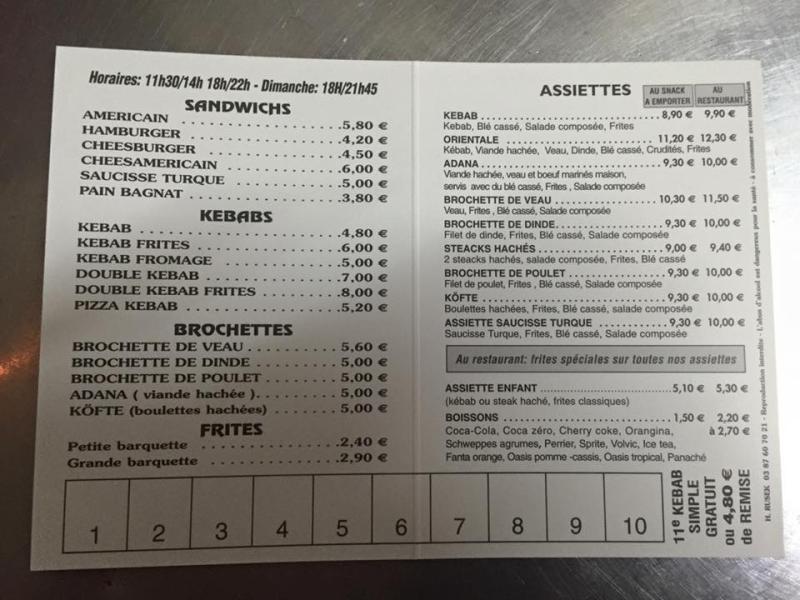 Horaires: 11h30/14h 18h/22h - Dimanche: 18H/21h45
SANDWICHS
AMERICAIN ..................5,80 €
HAMBURGER ..................4,20 €
CHEESBURGER ................4,50 €
CHEESAMERICAIN .............6,00 €
SAUCISSE TURQUE ............5,00 €
PAIN BAGNAT ................3,80 €
KEBABS
KEBAB ......................4,80 €
KEBAB FRITES ...............6,00 €
KEBAB FROMAGE ..............5,00 €
DOUBLE KEBAB ...............7,00 €
DOUBLE KEBAB FRITES ........8,00 €
PIZZA KEBAB ................5,20 €
BROCHETTES
BROCHETTE DE VEAU ..........5,60 €
BROCHETTE DE DINDE .........5,00 €
BROCHETTE DE POULET ........5,00 €
ADANA ( viande hachée ).....5,00 €
KÖFTE (boulettes hachées) ..5,00 €
FRITES
Petite barquette ...........2,40 €
Grande barquette ...........2,90 €
ASSIETTES
AU SNACK
A EMPORTER
AU
RESTAURANT
KEBAB ..................8,90 € 9,90 €
Kebab, Blé cassé, Salade composée, Frites
ORIENTALE ..............11,20 € 12,30 €
Kébab, Viande hachée, Veau, Dinde, Blé cassé, Crudités, Frites
ADANA ..................9,30 € 10,00 €
Viande hachée, veau et boeuf marinés maison,
servis avec du blé cassé, Frites , Salade composée
BROCHETTE DE VEAU ......10,30 € 11,50 €
Veau, Frites , Blé cassé, Salade composée
BROCHETTE DE DINDE......9,30 € 10,00 €
Filet de dinde, Frites, Blé cassé, Salade composée
STEACKS HACHÉS .........9,00 € 9,40 €
2 steacks hachés, salade composée, Frites, Blé cassé
BROCHETTE DE POULET ....9,30 € 10,00 €
Filet de poulet, Frites , Blé cassé, Salade composée
KÖFTE ..................9,30 € 10,00 €
Boulettes hachées, Frites, Blé cassé, salade composée
ASSIETTE SAUCISSE TURQUE ............9,30 € 10,00 €
Saucisse Turque, Frites, Blé cassé, Salade composée
Au restaurant: frites spéciales sur toutes nos assiettes
ASSIETTE ENFANT ........5,10 € 5,30 €
(kébab ou steak haché, frites classiques)
BOISSONS ...............1,50 € 2,20 €
Coca-Cola, Coca zéro, Cherry coke, Orangina, à 2,70 €
Schweppes agrumes, Perrier, Sprite, Volvic, Ice tea,
Fanta orange, Oasis pomme -cassis, Oasis tropical, Panaché
1 2 3 4 5 6 7 8 9 10
11e KEBAB
SIMPLE
GRATUIT
ou 4,80 €
de REMISE
H. RUSEK 03 87 60 70 21 - Reproduction interdite - L'abus d'alcool est dangereux pour la santé - à consommer avec modération